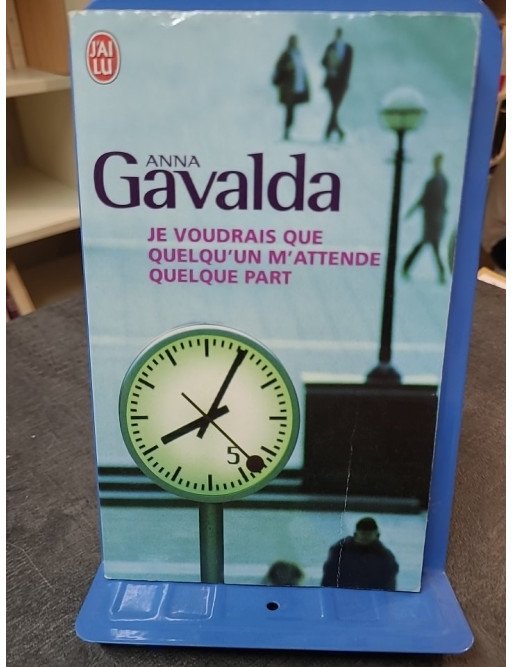 J'AI
LU
ANNA
Gavalda
JE VOUDRAIS QUE
QUELQU'UN M'ATTENDE
QUELQUE PART
5